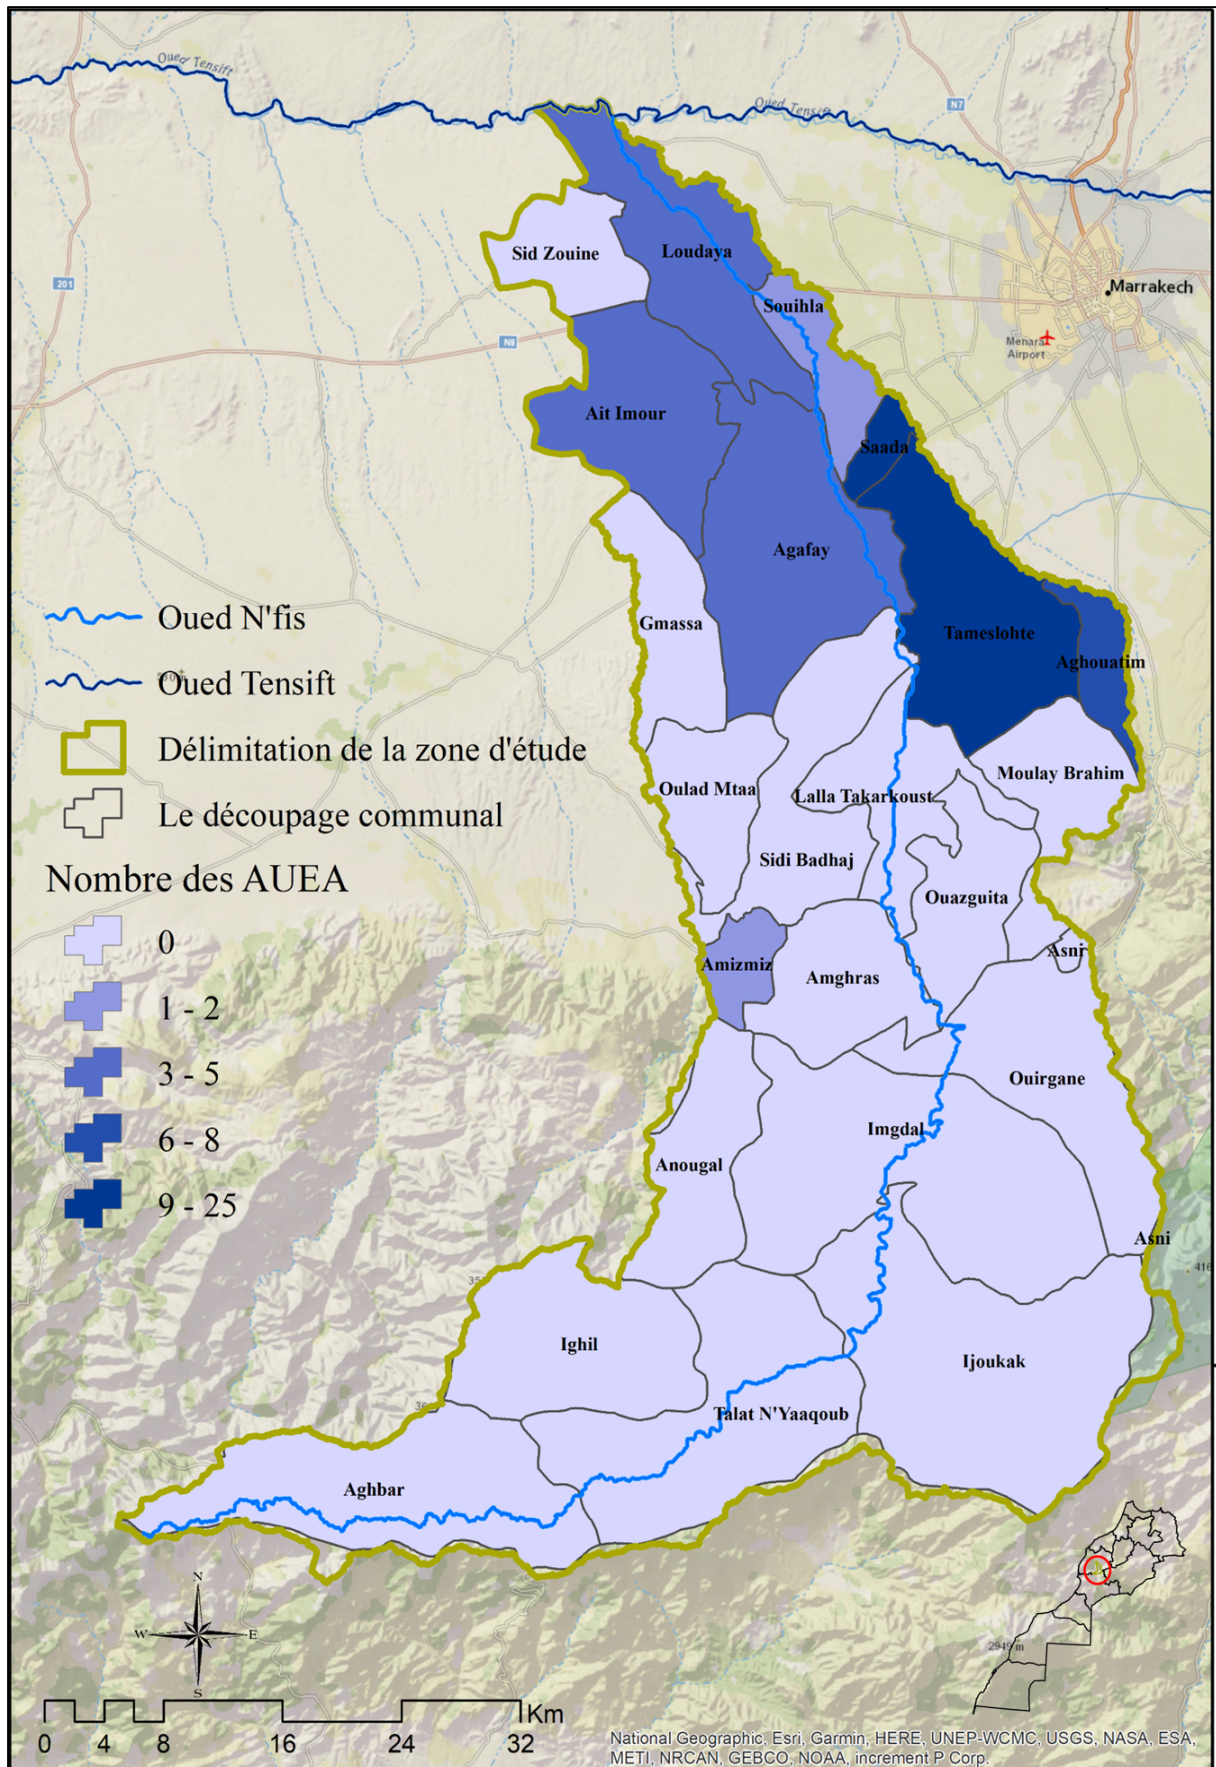 Oued Tensift
Oued Tensift
N7
201
N8
Marrakech
Menara
Airport
Sid Zouine
Loudaya
Souihla
Ait Imour
Saada
Agafay
Gmassa
Tameslohte
Aghouatim
Moulay Brahim
Oulad Mtaa
Lalla Takarkoust
Sidi Badhaj
Ouazguita
Asni
Amizmiz
Amghras
Ouirgane
Imgdal
Anougal
Asni
416
Ighil
Ijoukak
Talat N'Yaaqoub
Aghbar
Oued N'fis
Oued Tensift
Délimitation de la zone d'étude
Le découpage communal
Nombre des AUEA
0
1 - 2
3 - 5
6 - 8
9 - 25
N
W
E
S
2949 m
Km
0 4 8 16 24 32
National Geographic, Esri, Garmin, HERE, UNEP-WCMC, USGS, NASA, ESA,
METI, NRCAN, GEBCO, NOAA, increment P Corp.